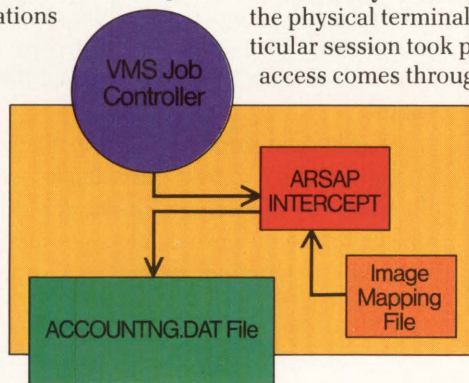 ations
the physical terminal
ticular session took p
access comes throug
VMS Job
Controller
ARSAP
INTERCEPT
Image
Mapping
File
ACCOUNTNG.DAT File